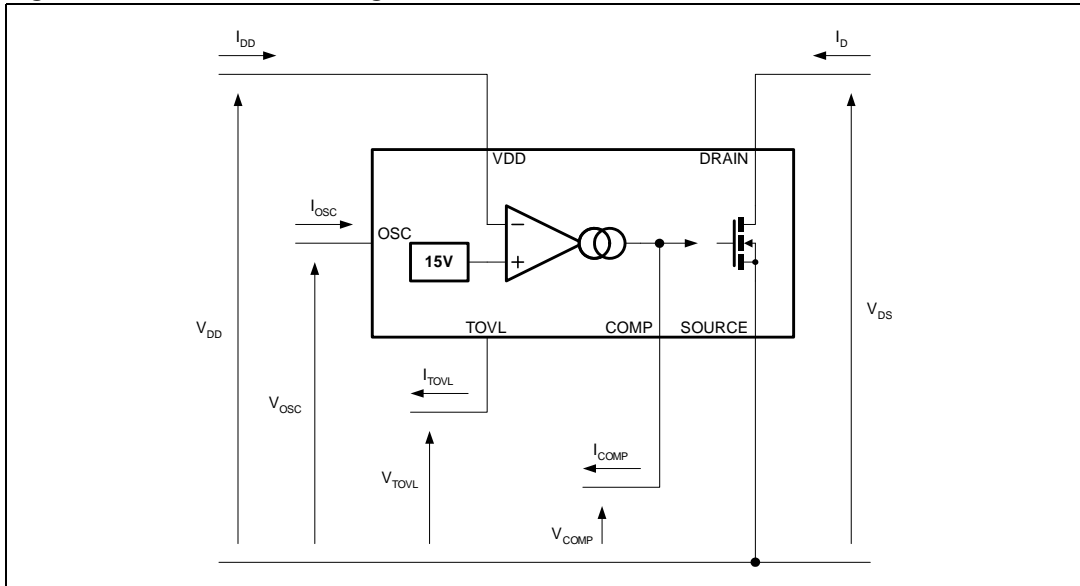 I_DD
I_D
VDD
DRAIN
I_OSC
OSC
15V
−
+
TOVL
COMP
SOURCE
V_DD
V_DS
I_TOVL
V_OSC
I_COMP
V_TOVL
V_COMP